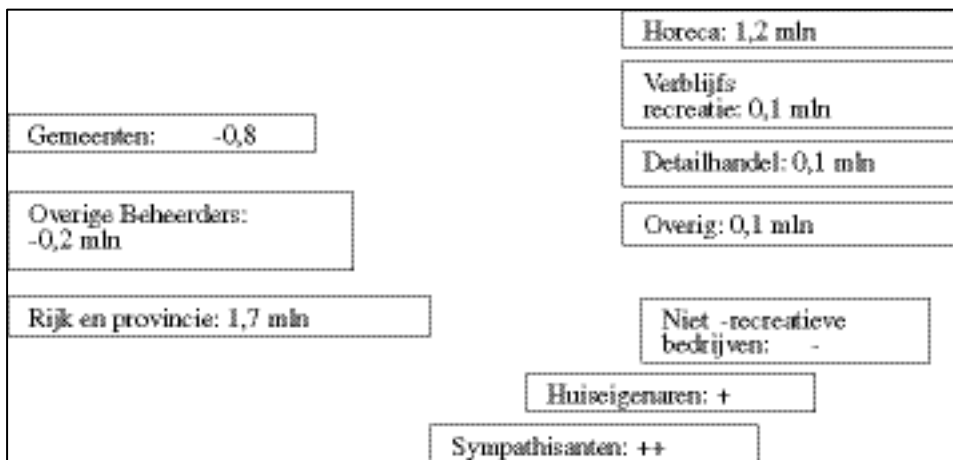 Horeca: 1,2 mln
Verblijfs
recreatie: 0,1 mln
Gemeenten: -0,8
Detailhandel: 0,1 mln
Overige Beheerders:
-0,2 mln
Overig: 0,1 mln
Rijk en provincie: 1,7 mln
Niet -recreatieve
bedrijven: -
Huiseigenaren: +
Sympathisanten: ++